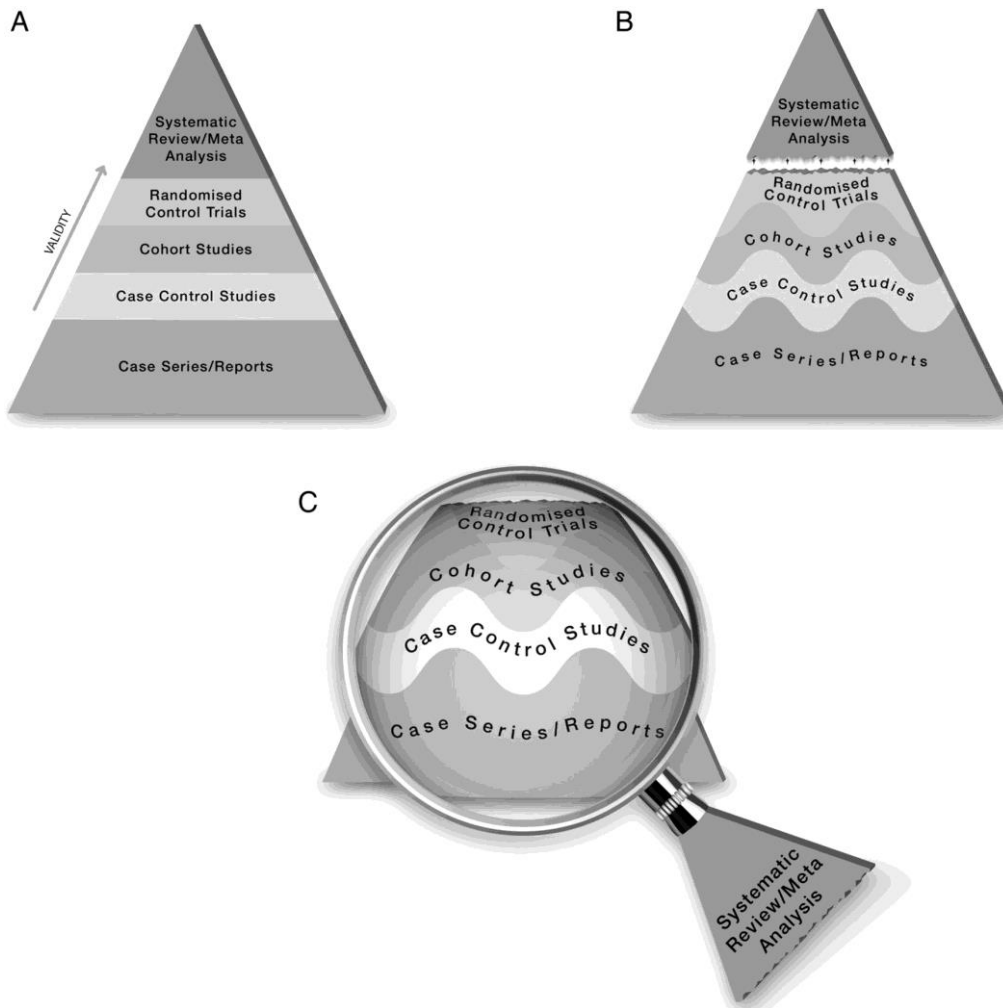 A
Systematic
Review/Meta
Analysis
Randomised
Control Trials
Cohort Studies
Case Control Studies
Case Series/Reports
VALIDITY
B
Systematic
Review/Meta
Analysis
Randomised
Control Trials
Cohort Studies
Case Control Studies
Case Series/Reports
C
Randomised
Control Trials
Cohort Studies
Case Control Studies
Case Series/Reports
Systematic
Review/Meta
Analysis